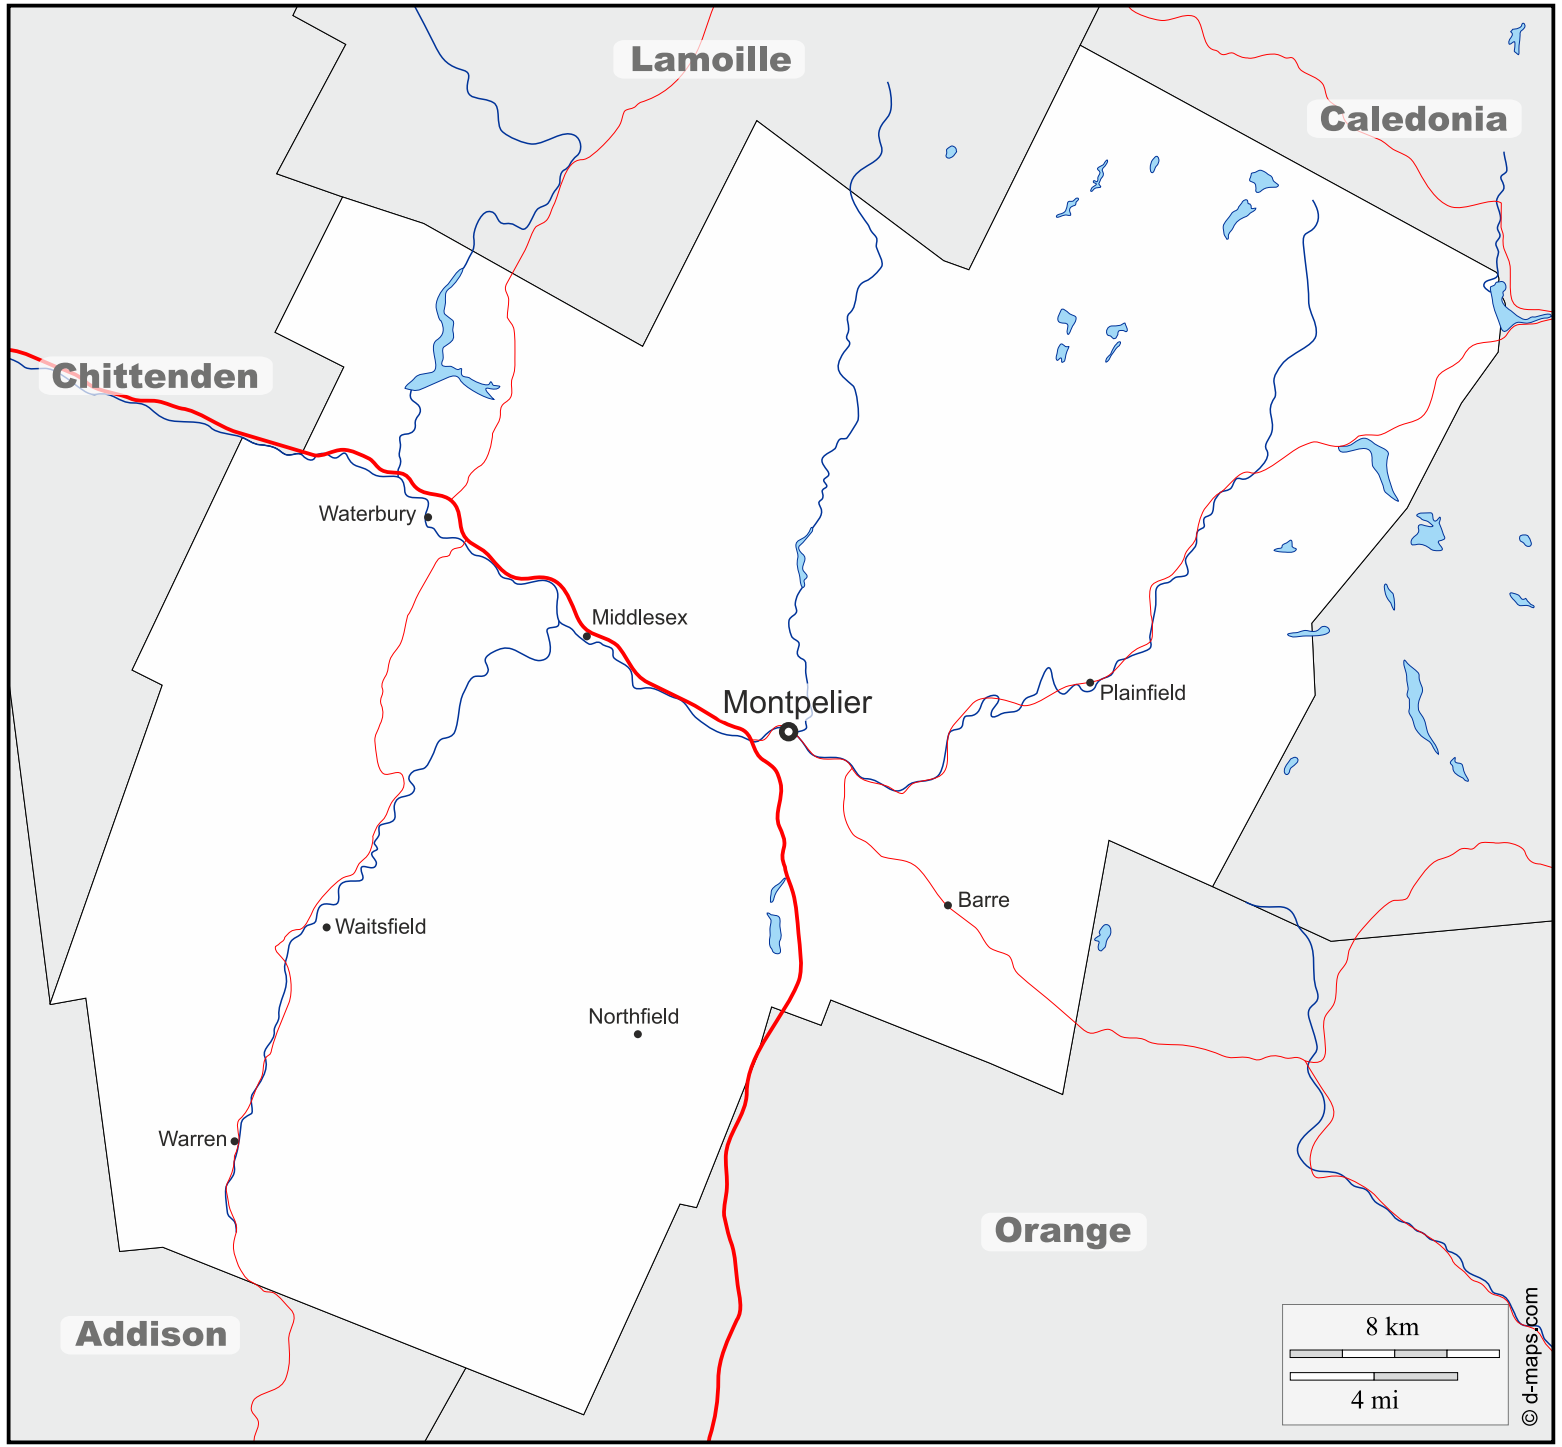 Lamoille
Caledonia
Chittenden
Waterbury
Middlesex
Montpelier
Plainfield
Barre
Waitsfield
Northfield
Warren
Orange
Addison
8 km
4 mi
© d-maps.com